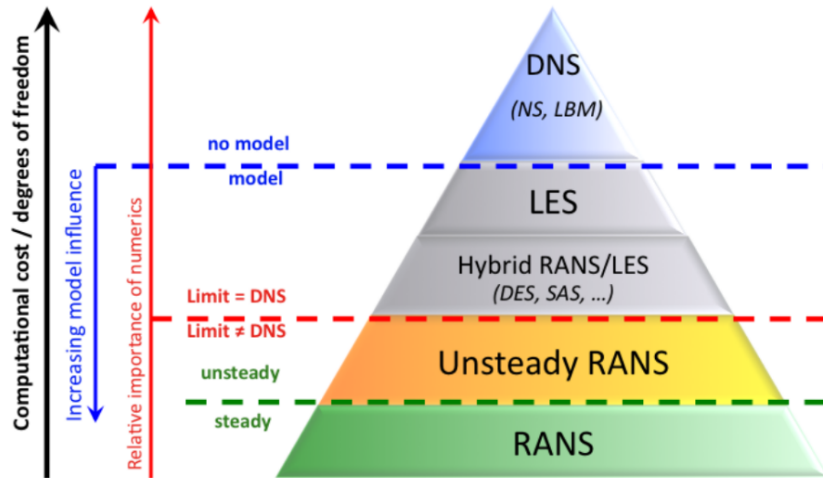 Computational cost / degrees of freedom
Increasing model influence
Relative importance of numerics
no model
model
Limit = DNS
Limit ≠ DNS
unsteady
steady
DNS
(NS, LBM)
LES
Hybrid RANS/LES
(DES, SAS, ...)
Unsteady RANS
RANS